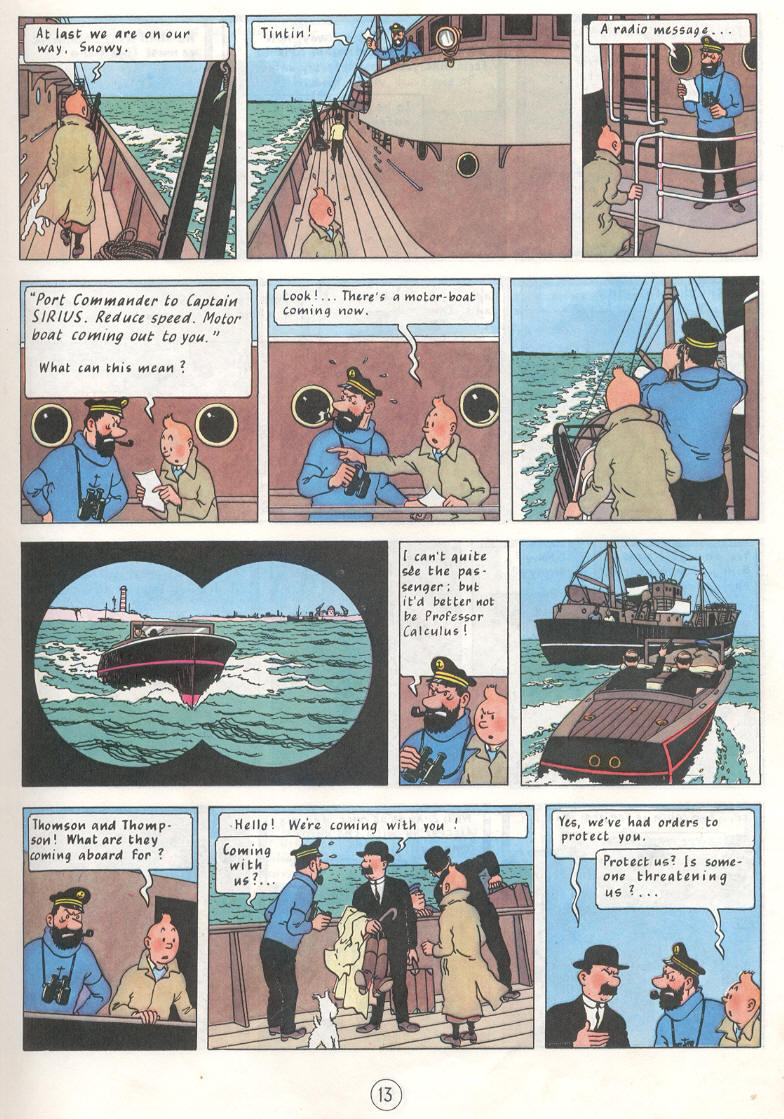 At last we are on our
way, Snowy.
Tintin!
A radio message...
"Port Commander to Captain
SIRIUS. Reduce speed. Motor
boat coming out to you."
What can this mean?
Look!... There's a motor-boat
coming now.
I can't quite
see the pas-
senger; but
it'd better not
be Professor
Calculus!
Thomson and Thomp-
son! What are they
coming aboard for?
Hello! We're coming with you!
Coming
with
us?...
Yes, we've had orders to
protect you.
Protect us? Is some-
one threatening
us?...
13